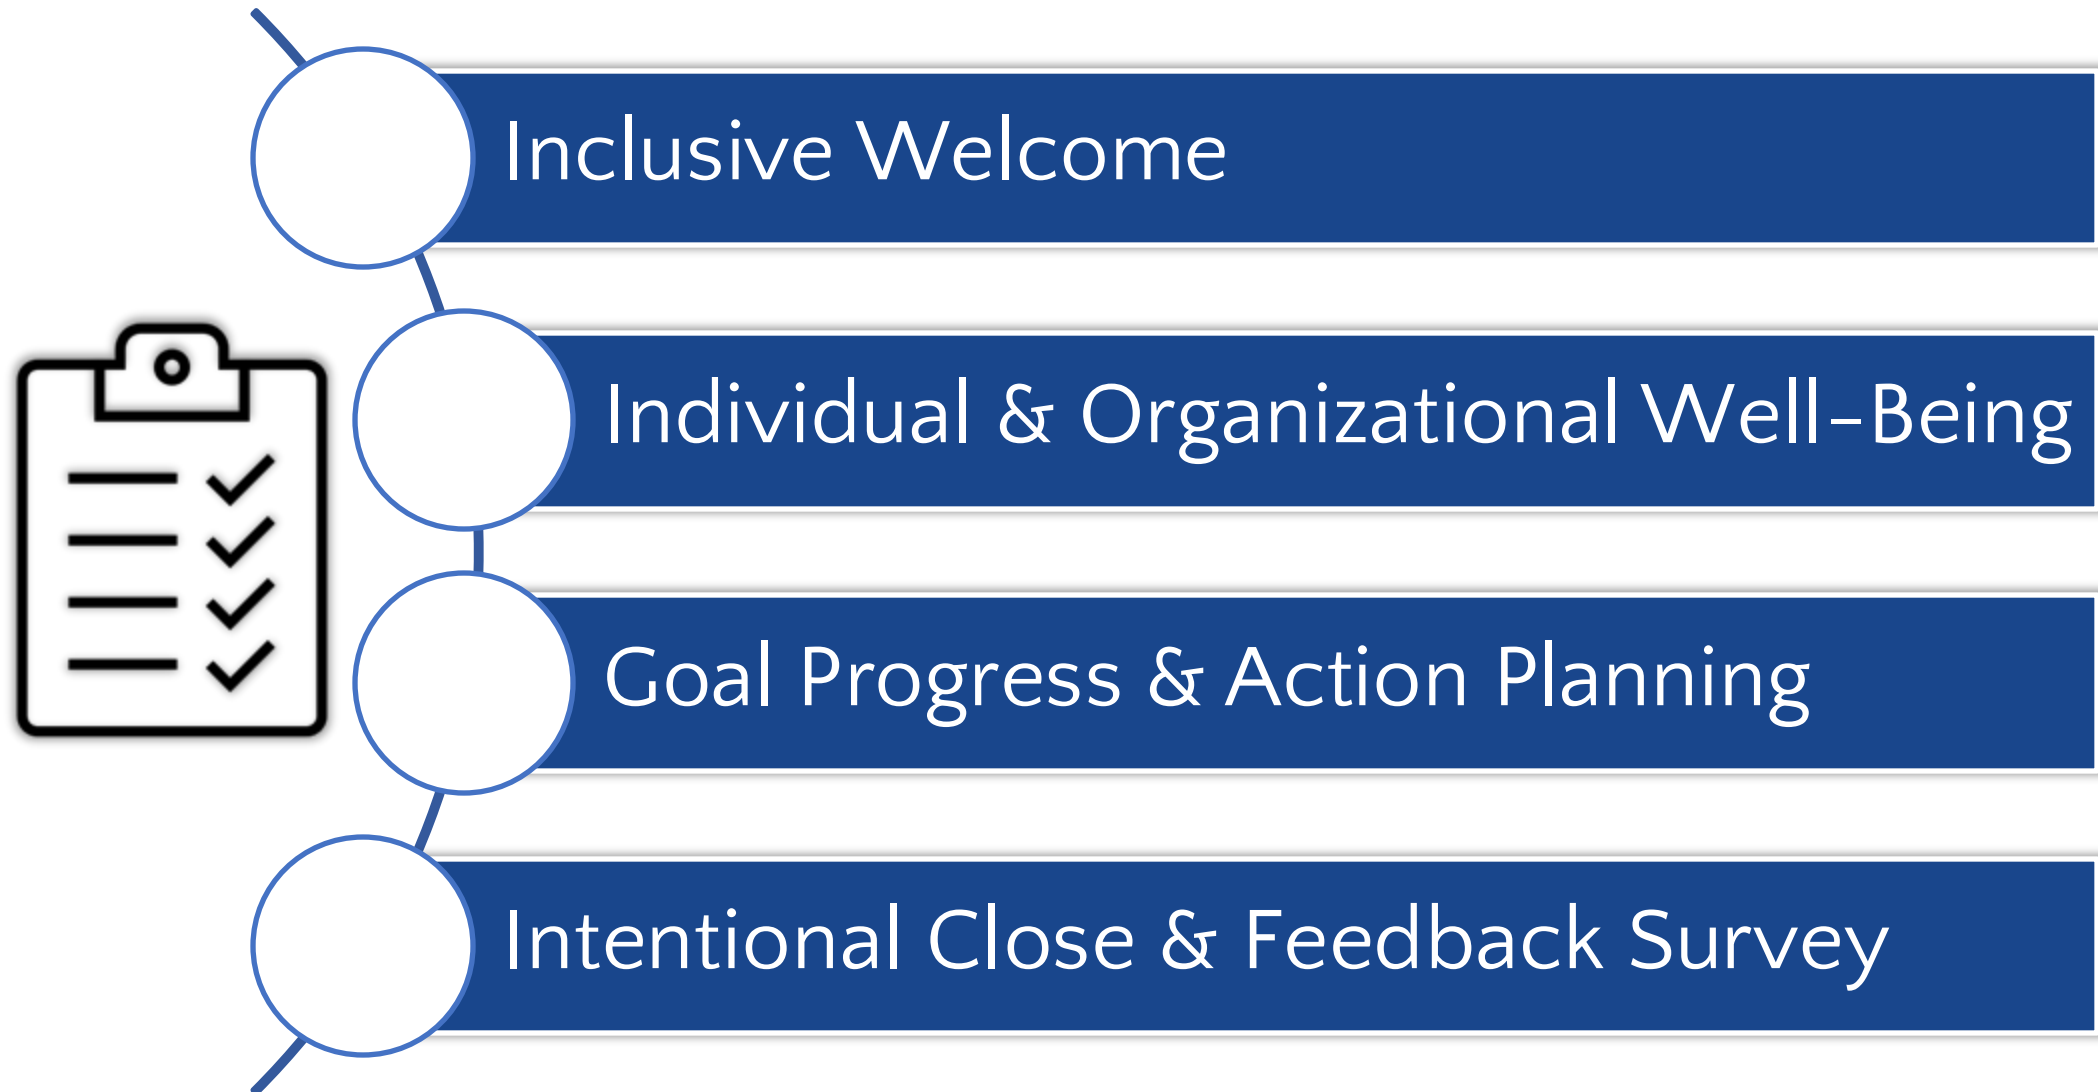 Inclusive Welcome
Individual & Organizational Well-Being
Goal Progress & Action Planning
Intentional Close & Feedback Survey